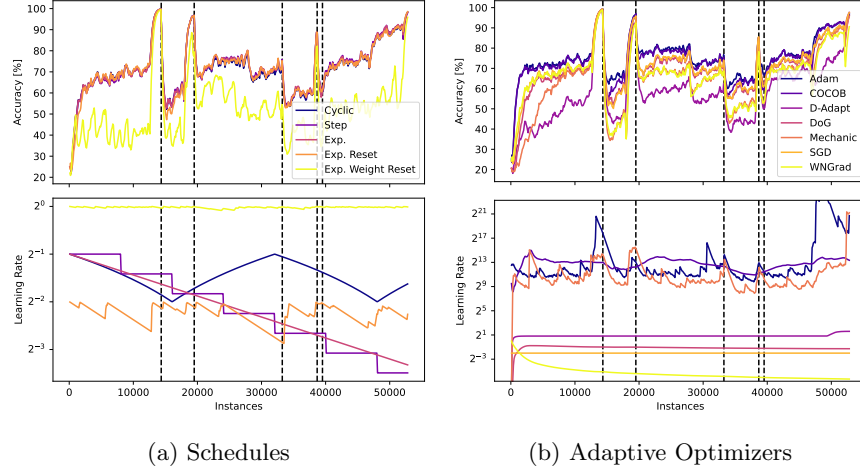 Accuracy [%]
100
90
80
70
60
50
40
30
20
Cyclic
Step
Exp.
Exp. Reset
Exp. Weight Reset
Learning Rate
2^0
2^-1
2^-2
2^-3
0
10000
20000
30000
40000
50000
Instances
(a) Schedules
Accuracy [%]
100
90
80
70
60
50
40
30
20
Adam
COCOB
D-Adapt
DoG
Mechanic
SGD
WNGrad
Learning Rate
2^21
2^17
2^13
2^9
2^5
2^1
2^-3
0
10000
20000
30000
40000
50000
Instances
(b) Adaptive Optimizers